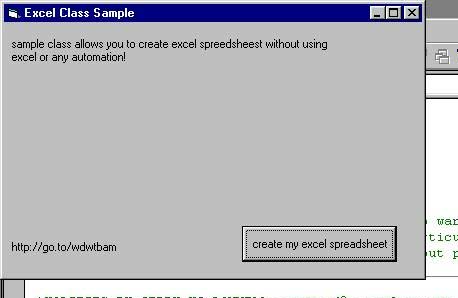 Excel Class Sample
sample class allows you to create excel spreedsheest without using
excel or any automation!
http://go.to/wdwtbam
create my excel spreadsheet